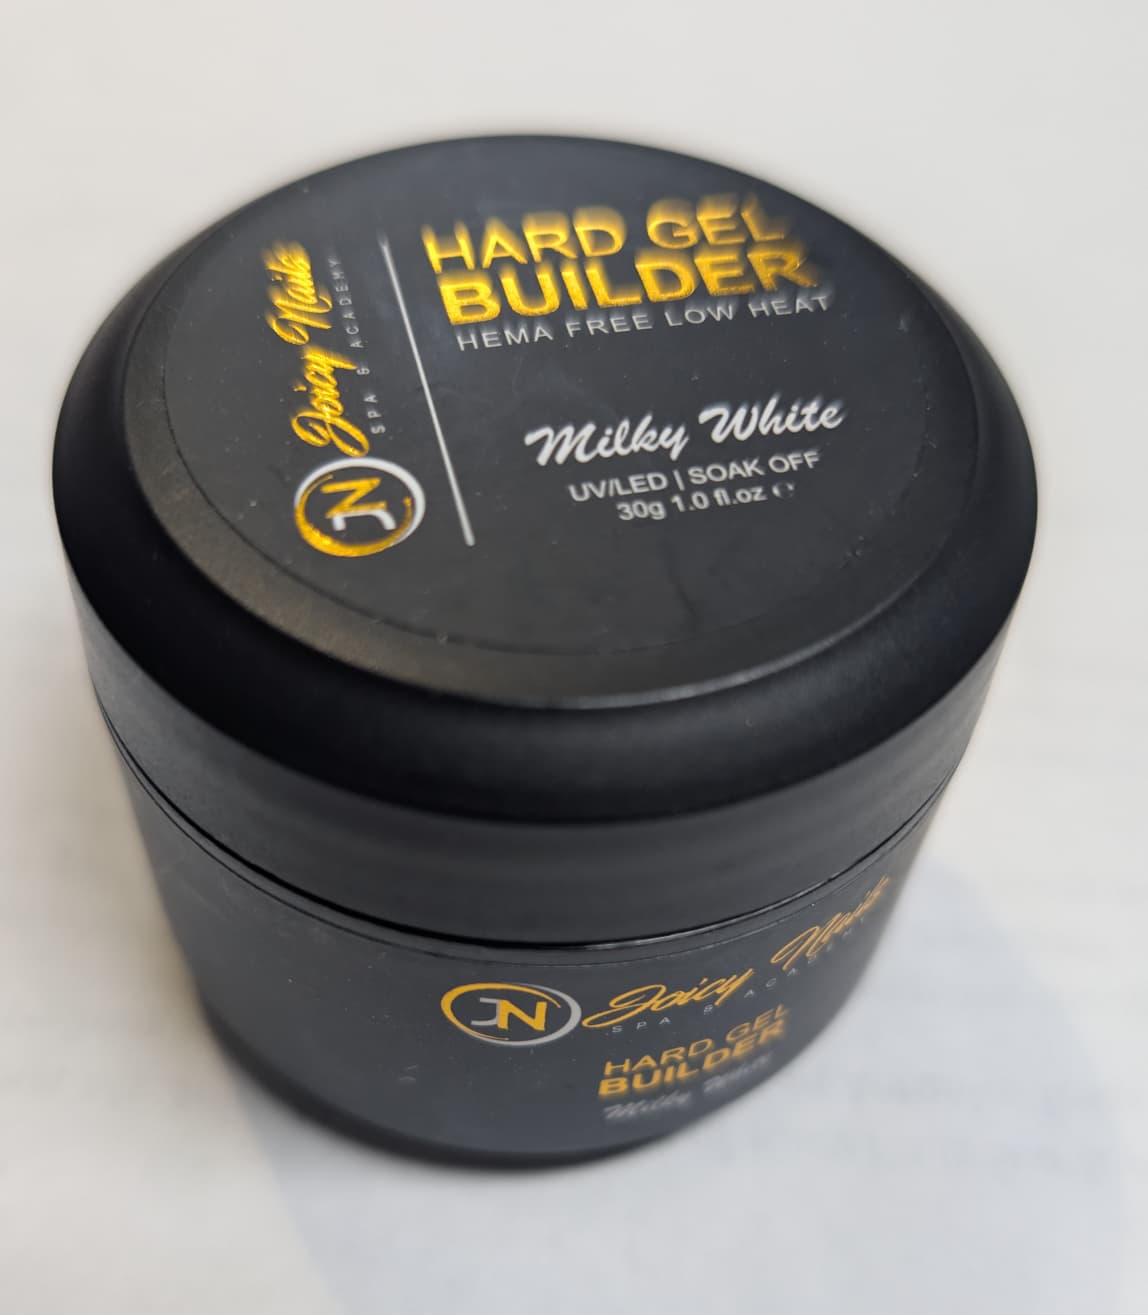 Joicy Nails
SPA & ACADEMY
JN
HARD GEL
BUILDER
HEMA FREE LOW HEAT
Milky White
UV/LED | SOAK OFF
30g 1.0 fl.oz ℮
JN
Joicy Nails
SPA & ACADEMY
HARD GEL
BUILDER
Milky White